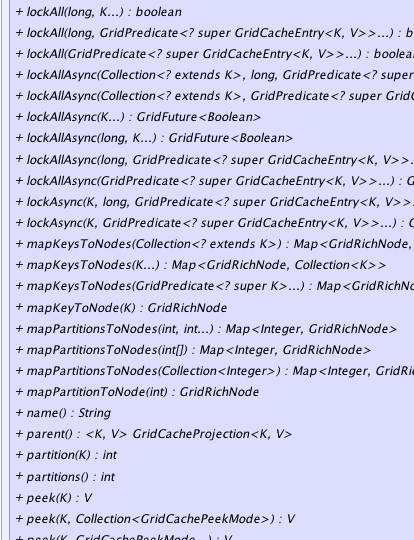 + lockAll(long, K...) : boolean
+ lockAll(long, GridPredicate<? super GridCacheEntry<K, V>>...) : b
+ lockAll(GridPredicate<? super GridCacheEntry<K, V>>...) : boolea
+ lockAllAsync(Collection<? extends K>, long, GridPredicate<? super
+ lockAllAsync(Collection<? extends K>, GridPredicate<? super Grid
+ lockAllAsync(K...) : GridFuture<Boolean>
+ lockAllAsync(long, K...) : GridFuture<Boolean>
+ lockAllAsync(long, GridPredicate<? super GridCacheEntry<K, V>>.
+ lockAllAsync(GridPredicate<? super GridCacheEntry<K, V>>...) : G
+ lockAsync(K, long, GridPredicate<? super GridCacheEntry<K, V>>.
+ lockAsync(K, GridPredicate<? super GridCacheEntry<K, V>>...) : G
+ mapKeysToNodes(Collection<? extends K>) : Map<GridRichNode,
+ mapKeysToNodes(K...) : Map<GridRichNode, Collection<K>>
+ mapKeysToNodes(GridPredicate<? super K>...) : Map<GridRichNo
+ mapKeyToNode(K) : GridRichNode
+ mapPartitionsToNodes(int, int...) : Map<Integer, GridRichNode>
+ mapPartitionsToNodes(int[]) : Map<Integer, GridRichNode>
+ mapPartitionsToNodes(Collection<Integer>) : Map<Integer, GridRi
+ mapPartitionToNode(int) : GridRichNode
+ name() : String
+ parent() : <K, V> GridCacheProjection<K, V>
+ partition(K) : int
+ partitions() : int
+ peek(K) : V
+ peek(K, Collection<GridCachePeekMode>) : V
+ peek(K, GridCachePeekMode...) : V